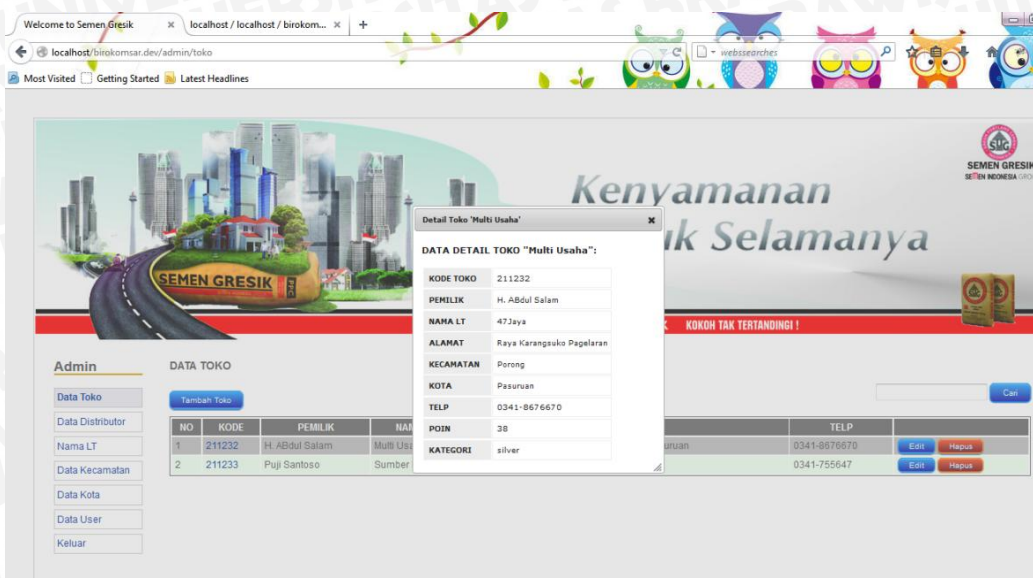 Welcome to Semen Gresik
localhost / localhost / birokom...
localhost/birokomsar.dev/admin/toko
webssearches
Most Visited Getting Started Latest Headlines
SEMEN GRESIK
Kenyamanan
k Selamanya
SEMEN GRESIK PPC
KOKOH TAK TERTANDINGI !
Detail Toko 'Multi Usaha'
DATA DETAIL TOKO "Multi Usaha":
KODE TOKO 211232
PEMILIK H. ABdul Salam
NAMA LT 47Jaya
ALAMAT Raya Karangsuko Pagelaran
KECAMATAN Porong
KOTA Pasuruan
TELP 0341-8676670
POIN 38
KATEGORI silver
Admin
Data Toko
Data Distributor
Nama LT
Data Kecamatan
Data Kota
Data User
Keluar
DATA TOKO
Tambah Toko
Cari
NO KODE PEMILIK NA TELP
1 211232 H. ABdul Salam Multi Us uruan 0341-8676670 Edit Hapus
2 211233 Puji Santoso Sumber 0341-755647 Edit Hapus